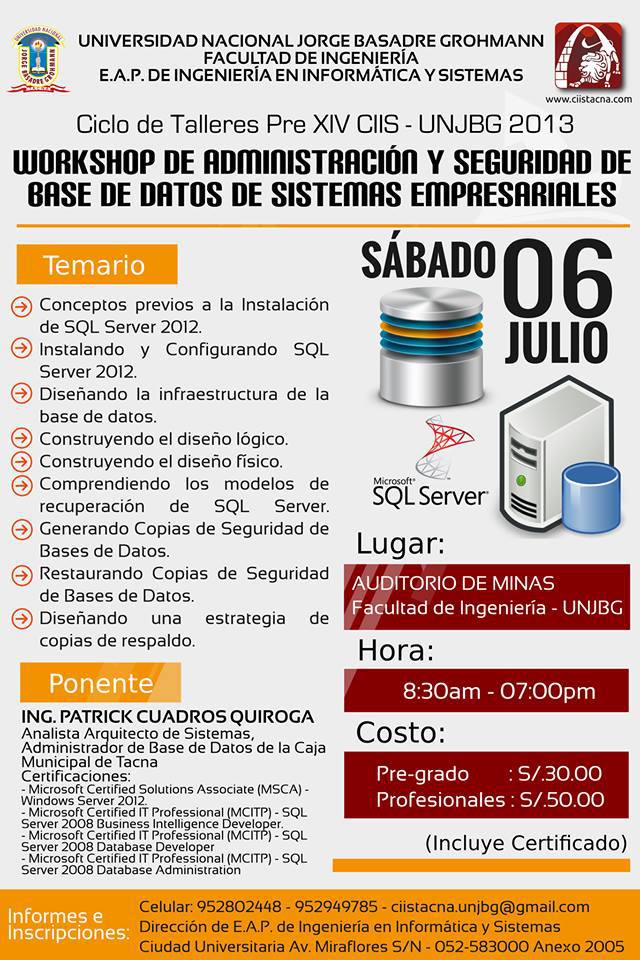 UNIVERSIDAD NACIONAL JORGE BASADRE GROHMANN
FACULTAD DE INGENIERÍA
E.A.P. DE INGENIERÍA EN INFORMÁTICA Y SISTEMAS
www.ciistacna.com
Ciclo de Talleres Pre XIV CIIS - UNJBG 2013
WORKSHOP DE ADMINISTRACIÓN Y SEGURIDAD DE
BASE DE DATOS DE SISTEMAS EMPRESARIALES
Temario
Conceptos previos a la Instalación
de SQL Server 2012.
Instalando y Configurando SQL
Server 2012.
Diseñando la infraestructura de la
base de datos.
Construyendo el diseño lógico.
Construyendo el diseño físico.
Comprendiendo los modelos de
recuperación de SQL Server.
Generando Copias de Seguridad de
Bases de Datos.
Restaurando Copias de Seguridad
de Bases de Datos.
Diseñando una estrategia de
copias de respaldo.
Ponente
ING. PATRICK CUADROS QUIROGA
Analista Arquitecto de Sistemas,
Administrador de Base de Datos de la Caja
Municipal de Tacna
Certificaciones:
- Microsoft Certified Solutions Associate (MSCA) -
Windows Server 2012.
- Microsoft Certified IT Professional (MCITP) - SQL
Server 2008 Business Intelligence Developer.
- Microsoft Certified IT Professional (MCITP) - SQL
Server 2008 Database Developer
- Microsoft Certified IT Professional (MCITP) - SQL
Server 2008 Database Administration
SÁBADO 06
JULIO
Microsoft®
SQL Server®
Lugar:
AUDITORIO DE MINAS
Facultad de Ingeniería - UNJBG
Hora:
8:30am - 07:00pm
Costo:
Pre-grado : S/.30.00
Profesionales : S/.50.00
(Incluye Certificado)
Informes e
Inscripciones:
Celular: 952802448 - 952949785 - ciistacna.unjbg@gmail.com
Dirección de E.A.P. de Ingeniería en Informática y Sistemas
Ciudad Universitaria Av. Miraflores S/N - 052-583000 Anexo 2005